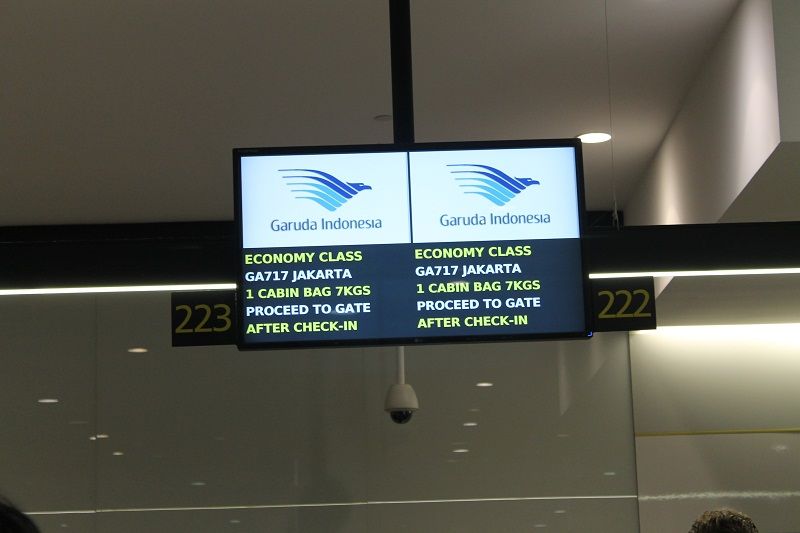 Garuda Indonesia
ECONOMY CLASS
GA717 JAKARTA
1 CABIN BAG 7KGS
PROCEED TO GATE
AFTER CHECK-IN
Garuda Indonesia
ECONOMY CLASS
GA717 JAKARTA
1 CABIN BAG 7KGS
PROCEED TO GATE
AFTER CHECK-IN
223
222